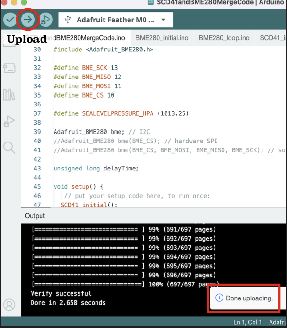 SCD41andBME280MergeCode | Arduino
Adafruit Feather M0 ...
Upload
BME280MergeCode.ino BME280_initial.ino BME280_loop.ino SCD41_i
30 #include <Adafruit_BME280.h>
31
32 #define BME_SCK 13
33 #define BME_MISO 12
34 #define BME_MOSI 11
35 #define BME_CS 10
36
37 #define SEALEVELPRESSURE_HPA (1013.25)
38
39 Adafruit_BME280 bme; // I2C
40 //Adafruit_BME280 bme(BME_CS); // hardware SPI
41 //Adafruit_BME280 bme(BME_CS, BME_MOSI, BME_MISO, BME_SCK); // so
42
43 unsigned long delayTime;
44
45 void setup() {
46 // put your setup code here, to run once:
47 SCD41_initial();
Output
[============================== ] 99% (691/697 pages)
[============================== ] 99% (692/697 pages)
[============================== ] 99% (693/697 pages)
[============================== ] 99% (694/697 pages)
[============================== ] 99% (695/697 pages)
[============================== ] 99% (696/697 pages)
[==============================] 100% (697/697 pages)
Verify successful
Done in 2.658 seconds
Done uploading.
Ln 1, Col 1 Adafr